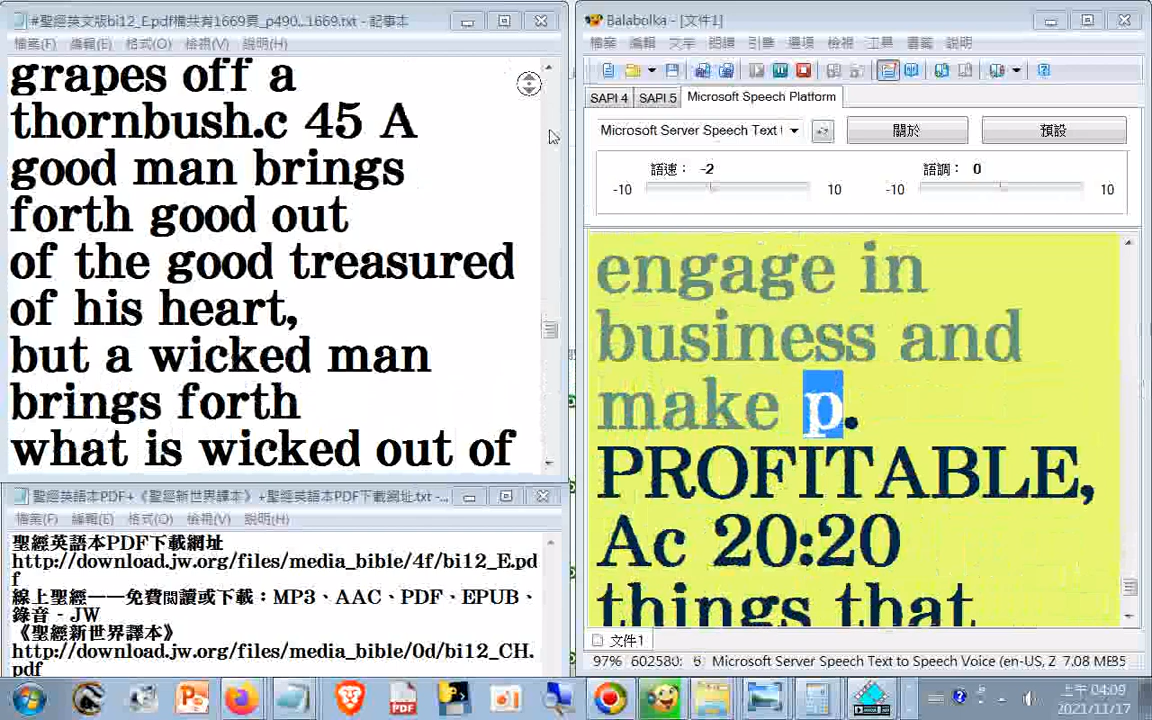 #聖經英文版bi12_E.pdf檔共有1669頁_p490...1669.txt - 記事本
檔案(F) 編輯(E) 格式(O) 檢視(V) 說明(H)
grapes off a
thornbush.c 45 A
good man brings
forth good out
of the good treasured
of his heart,
but a wicked man
brings forth
what is wicked out of
聖經英語本PDF+《聖經新世界譯本》+聖經英語本PDF下載網址.txt - ...
檔案(F) 編輯(E) 格式(O) 檢視(V) 說明(H)
聖經英語本PDF下載網址
http://download.jw.org/files/media_bible/4f/bi12_E.pd
f
線上聖經——免費閱讀或下載：MP3、AAC、PDF、EPUB、
錄音 - JW
《聖經新世界譯本》
http://download.jw.org/files/media_bible/0d/bi12_CH.
pdf
Balabolka - [文件1]
檔案 編輯 文字 朗讀 引擎 選項 檢視 工具 書籤 說明
SAPI 4 SAPI 5 Microsoft Speech Platform
Microsoft Server Speech Text 關於 預設
語速： -2 語調： 0
-10 10 -10 10
engage in
business and
make p.
PROFITABLE,
Ac 20:20
things that
文件1
97% 602580: 6 Microsoft Server Speech Text to Speech Voice (en-US, Z 7.08 MB
上午 04:09
2021/11/17